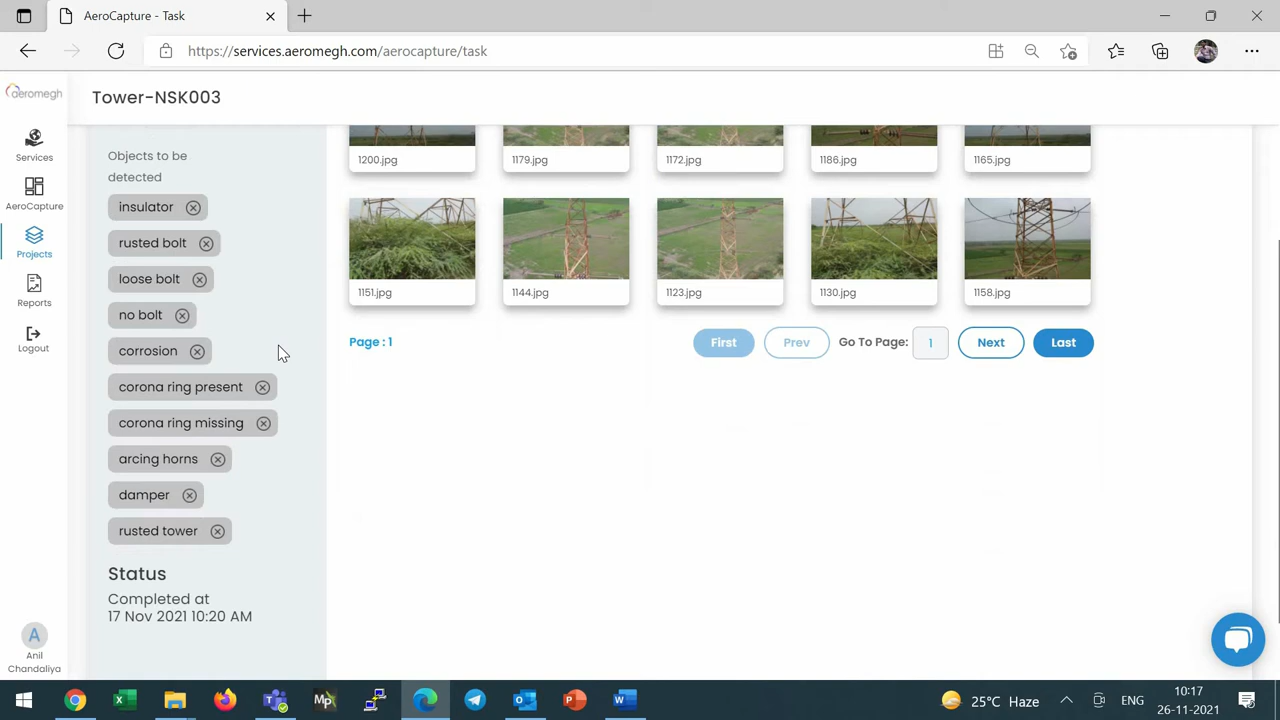 AeroCapture - Task
https://services.aeromegh.com/aerocapture/task
aeromegh
Tower-NSK003
Services
AeroCapture
Projects
Reports
Logout
A
Anil
Chandaliya
Objects to be
detected
insulator
rusted bolt
loose bolt
no bolt
corrosion
corona ring present
corona ring missing
arcing horns
damper
rusted tower
Status
Completed at
17 Nov 2021 10:20 AM
1200.jpg
1179.jpg
1172.jpg
1186.jpg
1165.jpg
1151.jpg
1144.jpg
1123.jpg
1130.jpg
1158.jpg
Page : 1
First
Prev
Go To Page:
1
Next
Last
25°C Haze
ENG
10:17
26-11-2021